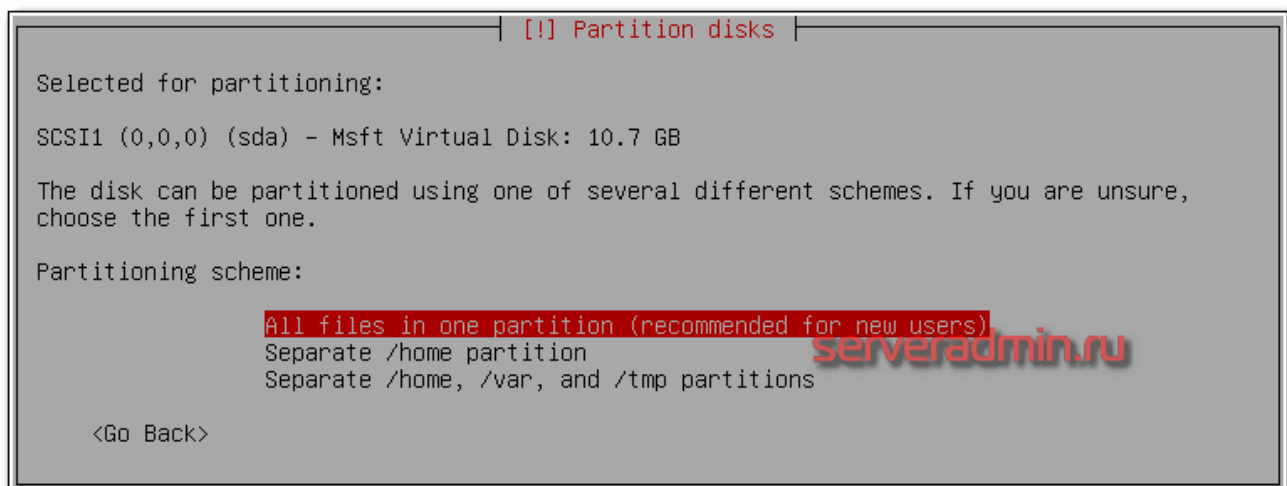 [!] Partition disks
Selected for partitioning:
SCSI1 (0,0,0) (sda) - Msft Virtual Disk: 10.7 GB
The disk can be partitioned using one of several different schemes. If you are unsure,
choose the first one.
Partitioning scheme:
All files in one partition (recommended for new users)
Separate /home partition
serveradmin.ru
Separate /home, /var, and /tmp partitions
<Go Back>